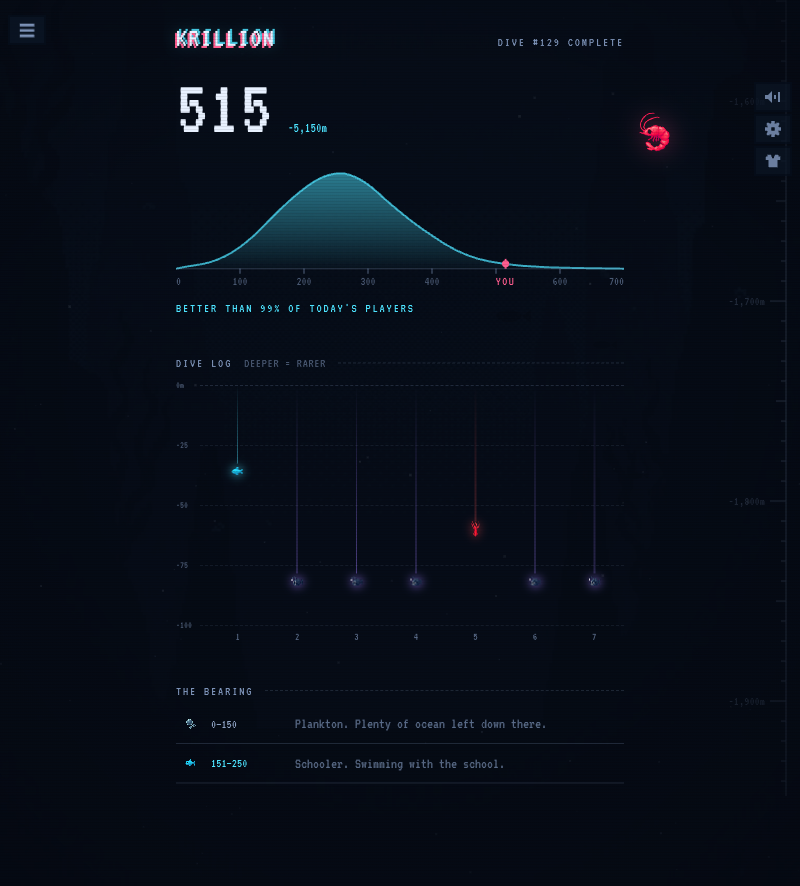 KRILLION
DIVE #129 COMPLETE
515
-5,150m
0 100 200 300 400 YOU 600 700
BETTER THAN 99% OF TODAY'S PLAYERS
DIVE LOG DEEPER = RARER
0m
-25
-50
-75
-100
1 2 3 4 5 6 7
THE BEARING
0-150 Plankton. Plenty of ocean left down there.
151-250 Schooler. Swimming with the school.
-1,700m
-1,800m
-1,900m